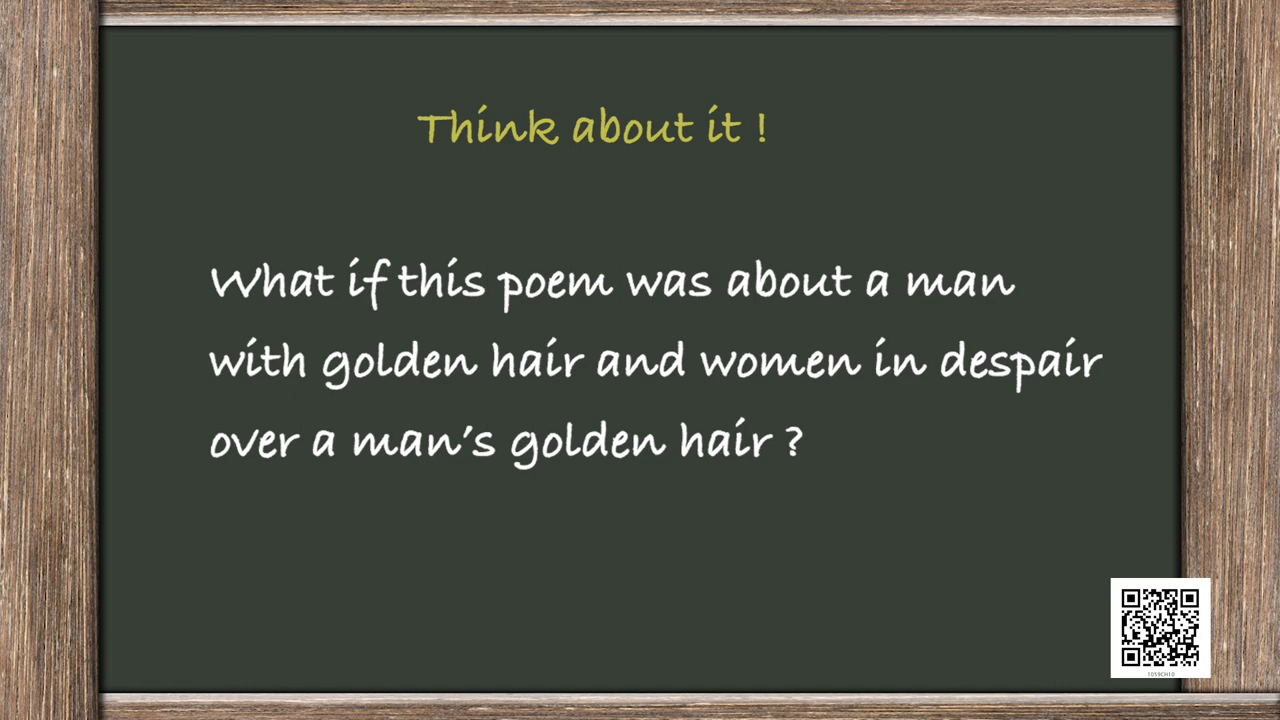 Think about it !
What if this poem was about a man
with golden hair and women in despair
over a man's golden hair ?
1059CH10